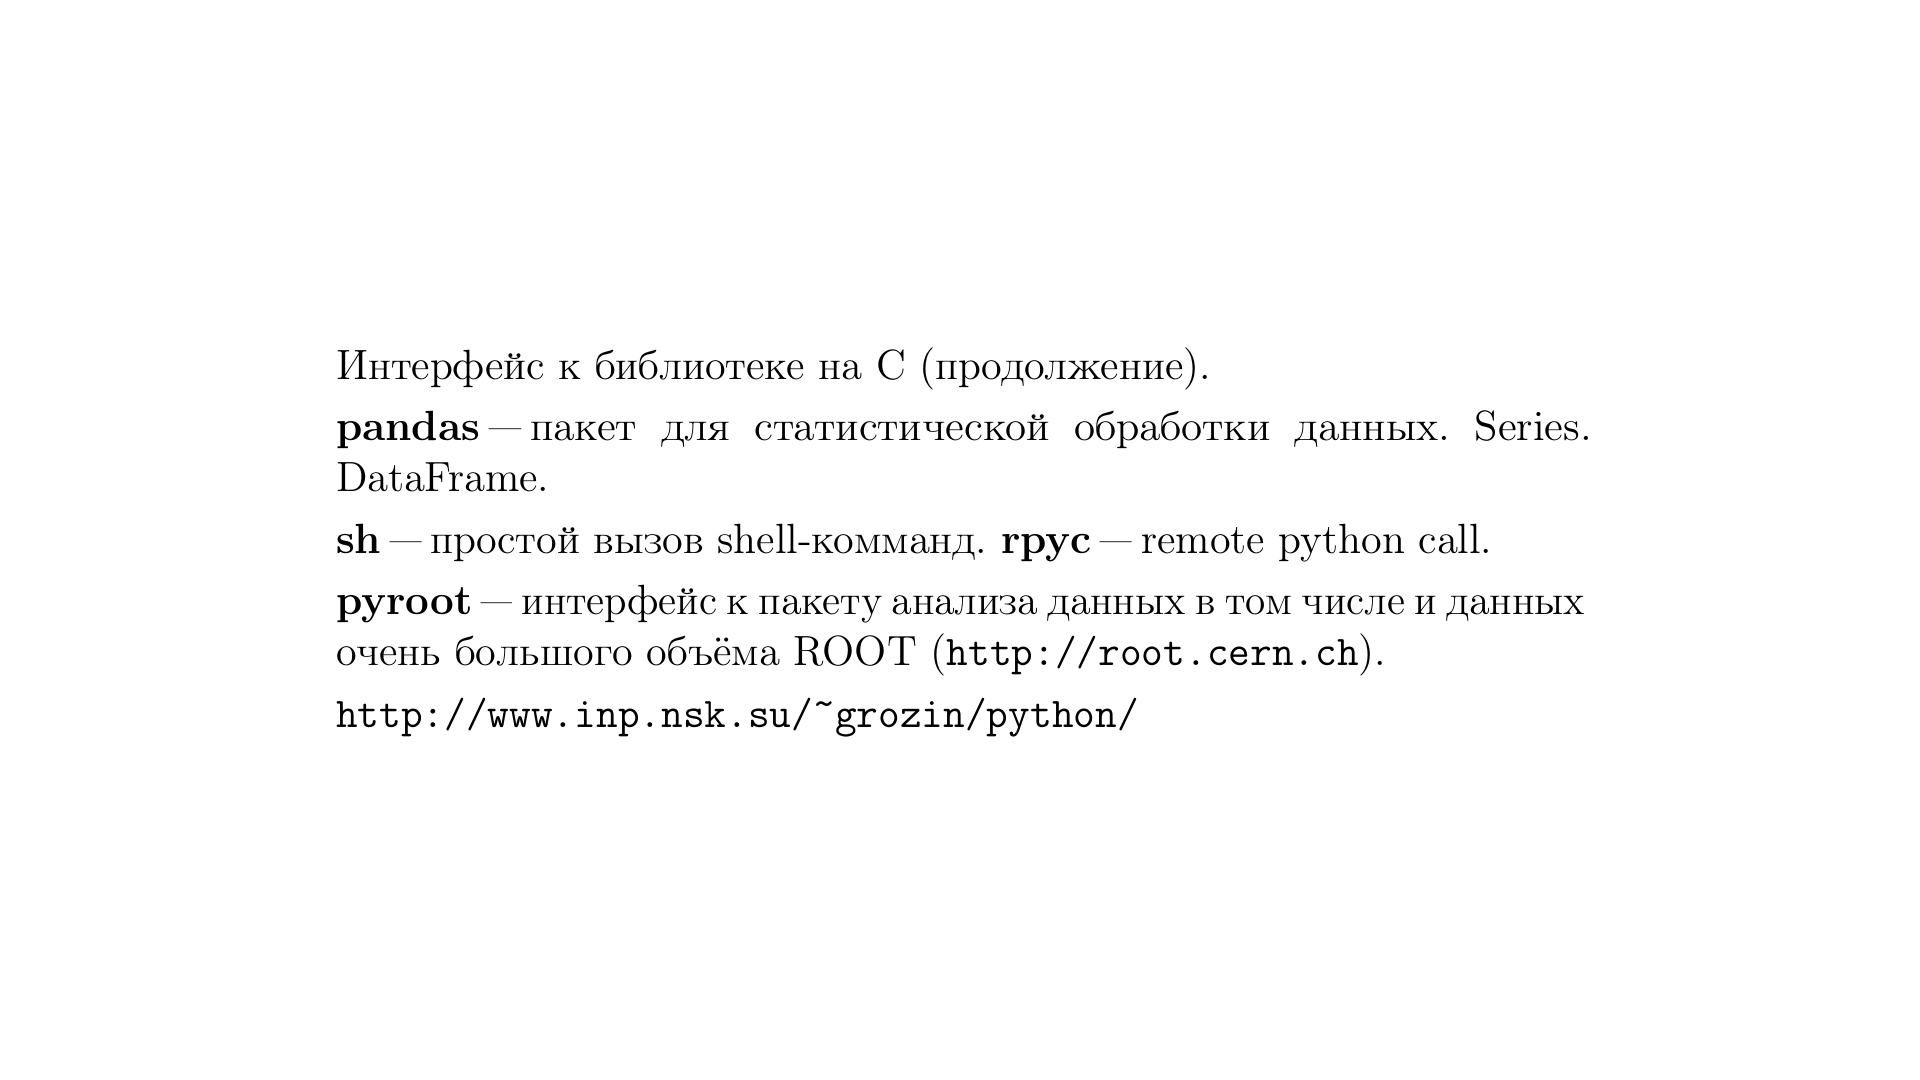 Интерфейс к библиотеке на C (продолжение).
pandas — пакет для статистической обработки данных. Series.
DataFrame.
sh — простой вызов shell-комманд. rpyc — remote python call.
pyroot — интерфейс к пакету анализа данных в том числе и данных
очень большого объёма ROOT (http://root.cern.ch).
http://www.inp.nsk.su/~grozin/python/